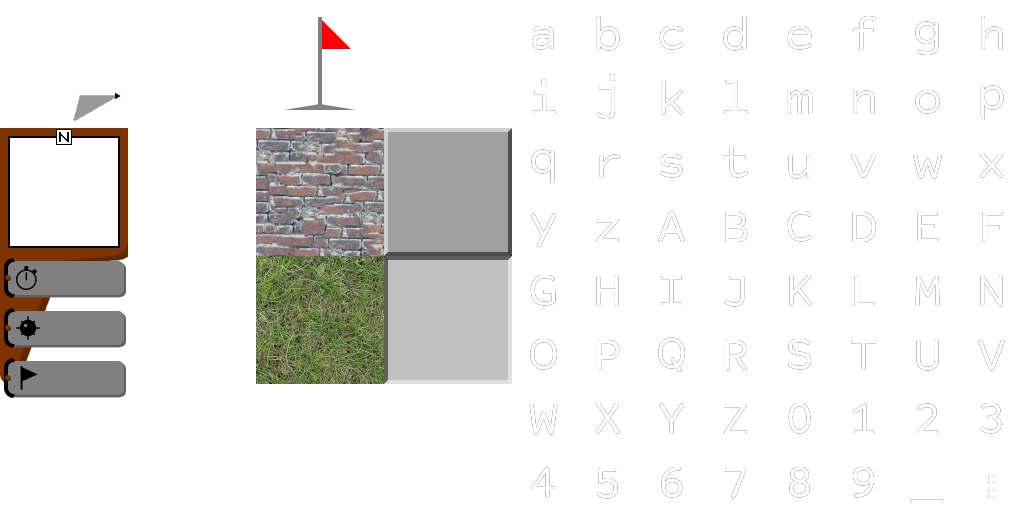 a b c d e f g h
i j k l m n o p
q r s t u v w x
y z A B C D E F
G H I J K L M N
O P Q R S T U V
W X Y Z 0 1 2 3
4 5 6 7 8 9 _ :
N